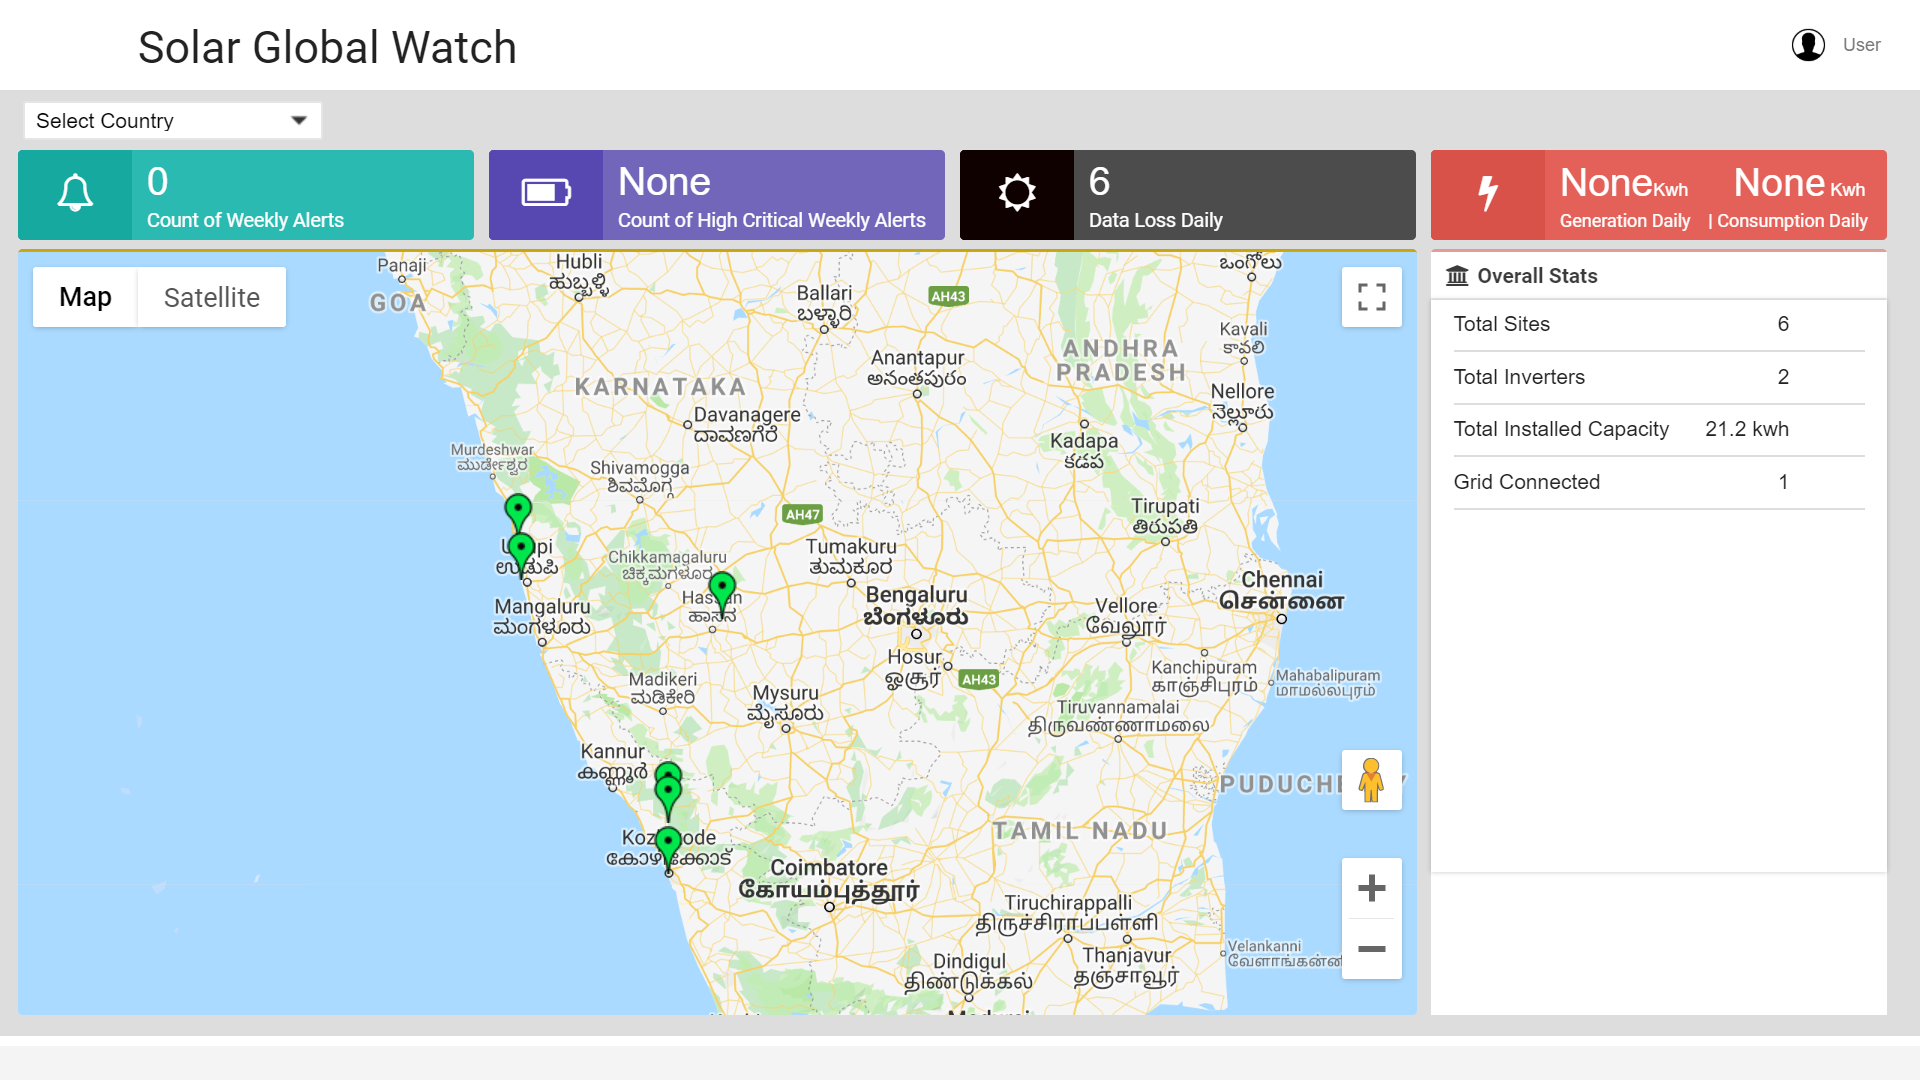 Solar Global Watch
User
Select Country
0
Count of Weekly Alerts
None
Count of High Critical Weekly Alerts
6
Data Loss Daily
NoneKwh None Kwh
Generation Daily | Consumption Daily
Map Satellite
Overall Stats
Total Sites 6
Total Inverters 2
Total Installed Capacity 21.2 kwh
Grid Connected 1
Panaji
GOA
Hubli
ಹುಬ್ಬಳ್ಳಿ
Ballari
ಬಳ್ಳಾರಿ
AH43
ఒంగోలు
Kavali
కావలి
ANDHRA
PRADESH
Anantapur
అనంతపురం
KARNATAKA
Nellore
నెల్లూరు
Davanagere
ದಾವಣಗೆರೆ
Kadapa
కడప
Murdeshwar
ಮುರ್ಡೇಶ್ವರ
Shivamogga
ಶಿವಮೊಗ್ಗ
AH47
Tirupati
తిరుపతి
ಉಡುಪಿ
Chikkamagaluru
ಚಿಕ್ಕಮಗಳೂರು
Tumakuru
ತುಮಕೂರ
Hassan
ಹಾಸನ
Bengaluru
ಬೆಂಗಳೂರು
Chennai
சென்னை
Mangaluru
ಮಂಗಳೂರು
Vellore
வேலூர்
Hosur
ஓசூர்
AH43
Kanchipuram
காஞ்சிபுரம்
Mahabalipuram
மாமல்லபுரம்
Madikeri
ಮಡಿಕೇರಿ
Mysuru
ಮೈಸೂರು
Tiruvannamalai
திருவண்ணாமலை
Kannur
കണ്ണൂർ
TAMIL NADU
Kozhikode
കോഴിക്കോട്
Coimbatore
கோயம்புத்தூர்
Tiruchirappalli
திருச்சிராப்பள்ளி
Thanjavur
தஞ்சாவூர்
Velankanni
Dindigul
திண்டுக்கல்